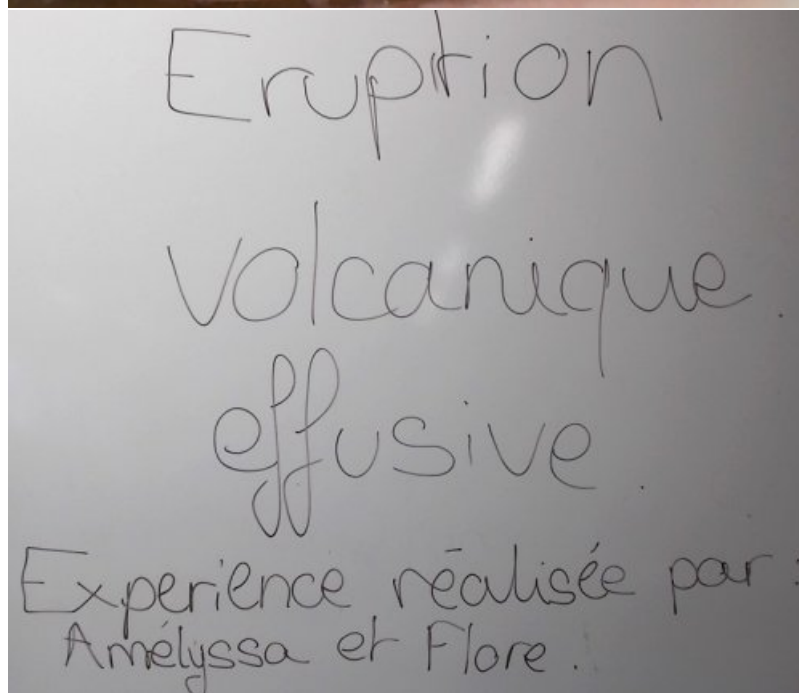 Eruption
volcanique.
effusive.
Experience réalisée par :
Amélyssa et Flore.